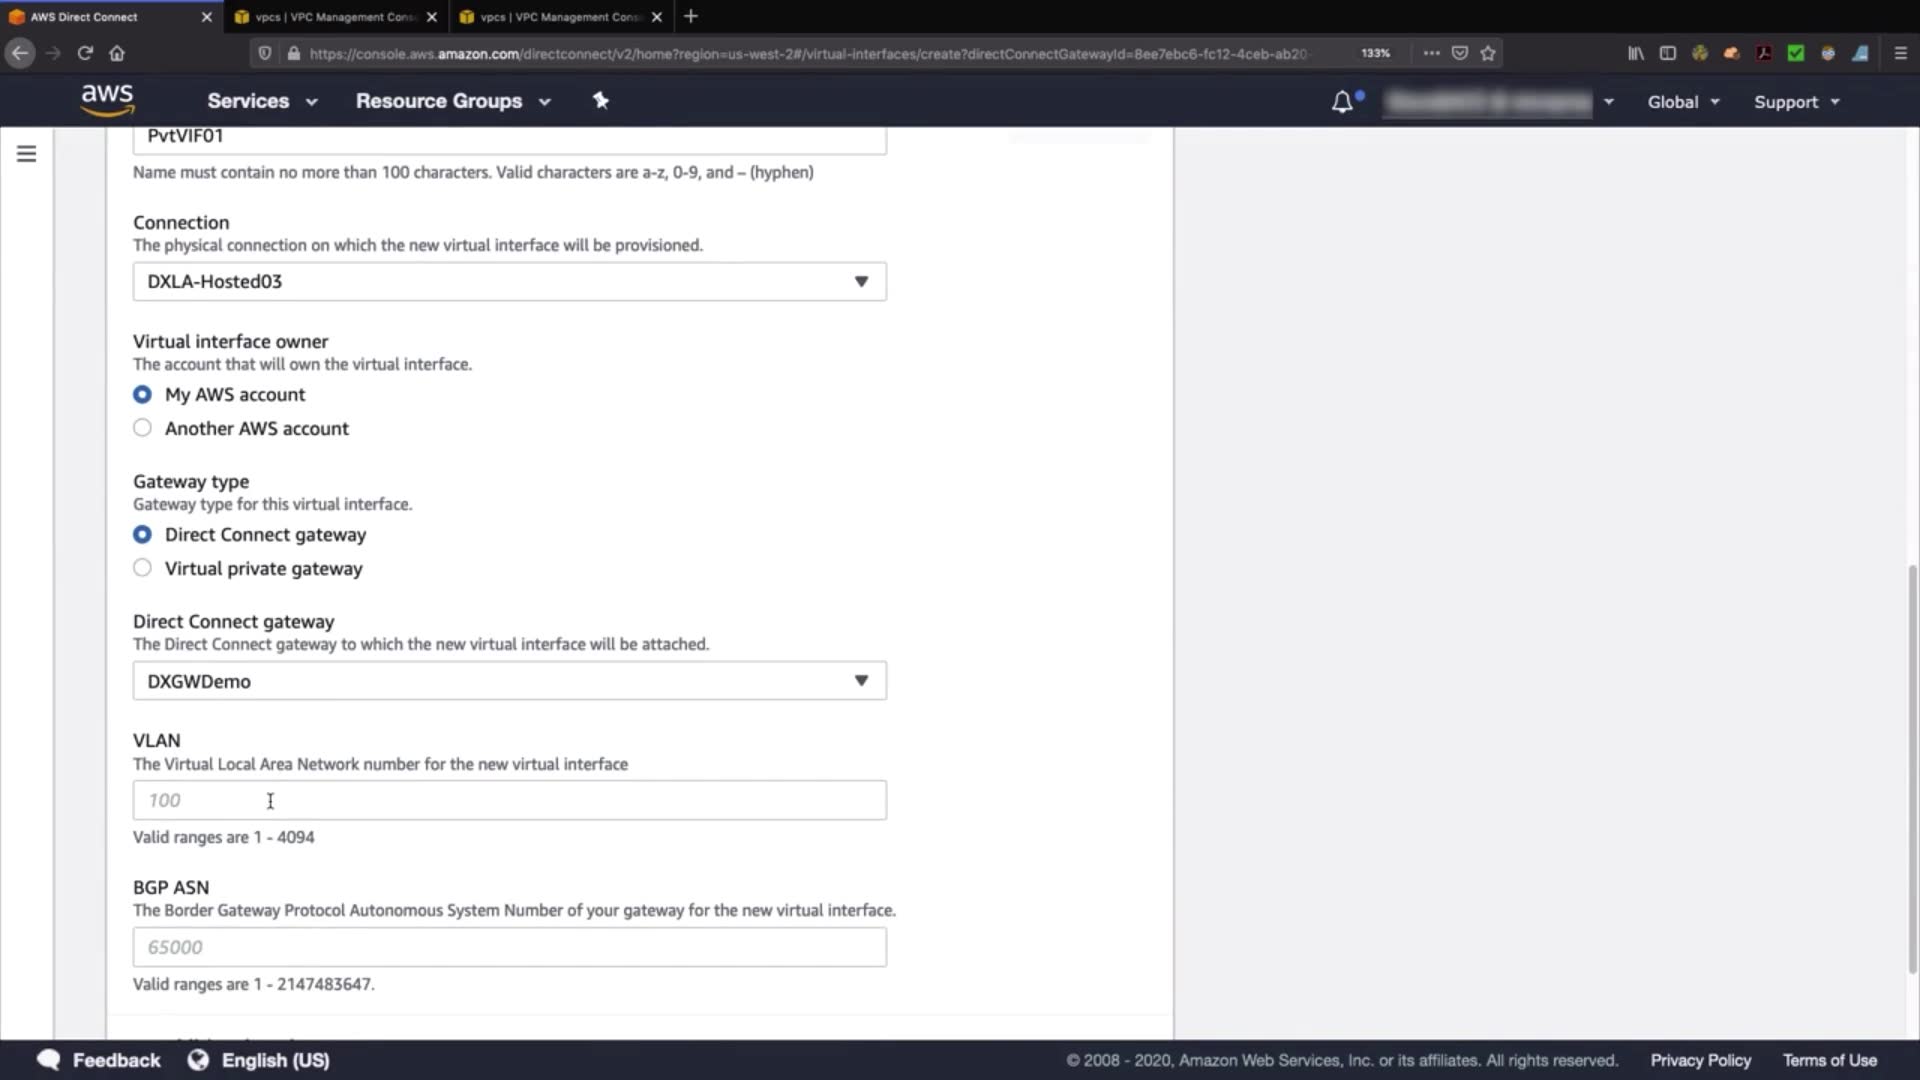 AWS Direct Connect
vpcs | VPC Management Cons
vpcs | VPC Management Cons
https://console.aws.amazon.com/directconnect/v2/home?region=us-west-2#/virtual-interfaces/create?directConnectGatewayId=8ee7ebc6-fc12-4ceb-ab20-
133%
aws
Services
Resource Groups
Global
Support
PvtVIF01
Name must contain no more than 100 characters. Valid characters are a-z, 0-9, and – (hyphen)
Connection
The physical connection on which the new virtual interface will be provisioned.
DXLA-Hosted03
Virtual interface owner
The account that will own the virtual interface.
My AWS account
Another AWS account
Gateway type
Gateway type for this virtual interface.
Direct Connect gateway
Virtual private gateway
Direct Connect gateway
The Direct Connect gateway to which the new virtual interface will be attached.
DXGWDemo
VLAN
The Virtual Local Area Network number for the new virtual interface
100
Valid ranges are 1 - 4094
BGP ASN
The Border Gateway Protocol Autonomous System Number of your gateway for the new virtual interface.
65000
Valid ranges are 1 - 2147483647.
Feedback
English (US)
© 2008 - 2020, Amazon Web Services, Inc. or its affiliates. All rights reserved.
Privacy Policy
Terms of Use